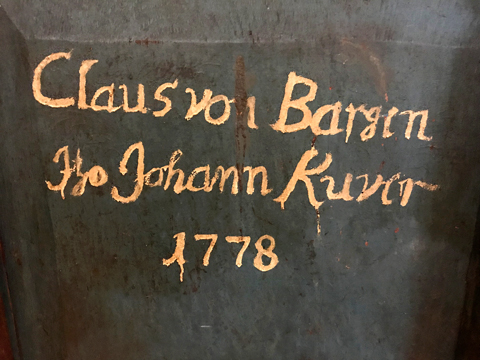 Claus von Bargen
Johann Kuver
1778